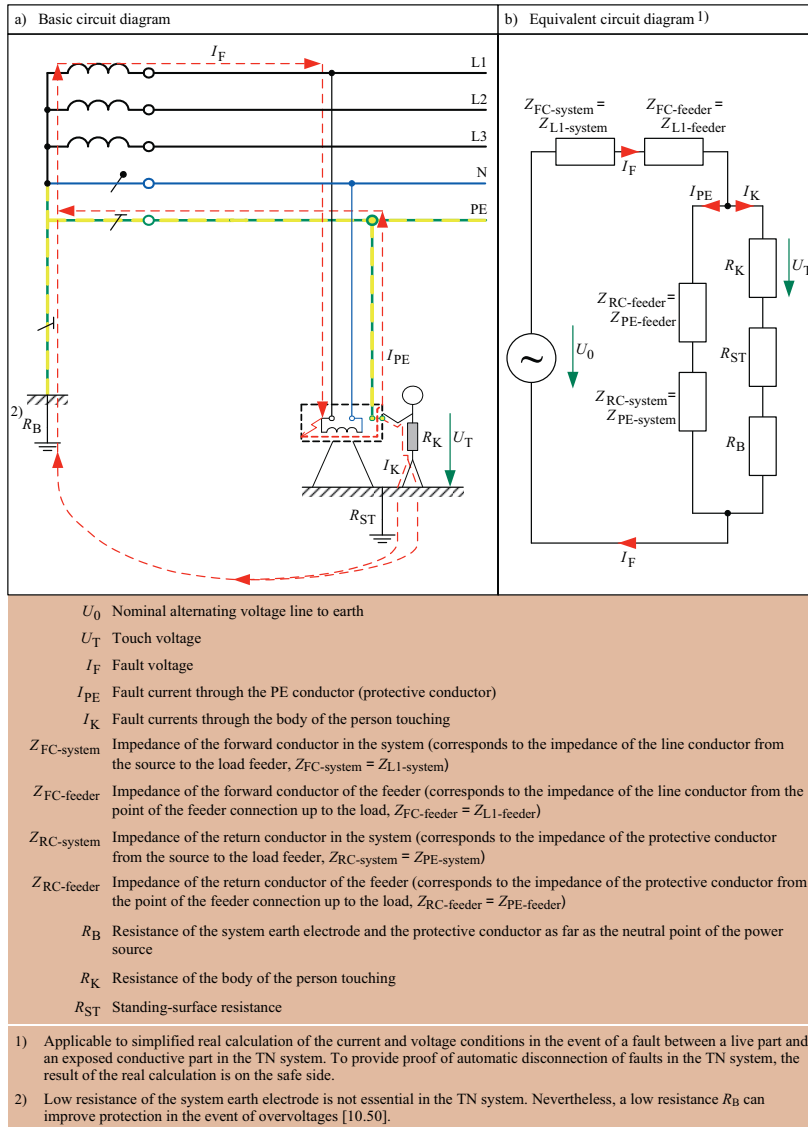 a) Basic circuit diagram
b) Equivalent circuit diagram 1)
I_F
L1
L2
L3
N
PE
I_PE
2)
R_B
R_K
U_T
I_K
R_ST
Z_FC-system =
Z_L1-system
Z_FC-feeder =
Z_L1-feeder
I_F
I_PE
I_K
R_K
U_T
Z_RC-feeder =
Z_PE-feeder
R_ST
~
U_0
Z_RC-system =
Z_PE-system
R_B
I_F
U_0 Nominal alternating voltage line to earth
U_T Touch voltage
I_F Fault voltage
I_PE Fault current through the PE conductor (protective conductor)
I_K Fault currents through the body of the person touching
Z_FC-system Impedance of the forward conductor in the system (corresponds to the impedance of the line conductor from
the source to the load feeder, Z_FC-system = Z_L1-system)
Z_FC-feeder Impedance of the forward conductor of the feeder (corresponds to the impedance of the line conductor from the
point of the feeder connection up to the load, Z_FC-feeder = Z_L1-feeder)
Z_RC-system Impedance of the return conductor in the system (corresponds to the impedance of the protective conductor
from the source to the load feeder, Z_RC-system = Z_PE-system)
Z_RC-feeder Impedance of the return conductor of the feeder (corresponds to the impedance of the protective conductor from
the point of the feeder connection up to the load, Z_RC-feeder = Z_PE-feeder)
R_B Resistance of the system earth electrode and the protective conductor as far as the neutral point of the power
source
R_K Resistance of the body of the person touching
R_ST Standing-surface resistance
1) Applicable to simplified real calculation of the current and voltage conditions in the event of a fault between a live part and
an exposed conductive part in the TN system. To provide proof of automatic disconnection of faults in the TN system, the
result of the real calculation is on the safe side.
2) Low resistance of the system earth electrode is not essential in the TN system. Nevertheless, a low resistance R_B can
improve protection in the event of overvoltages [10.50].